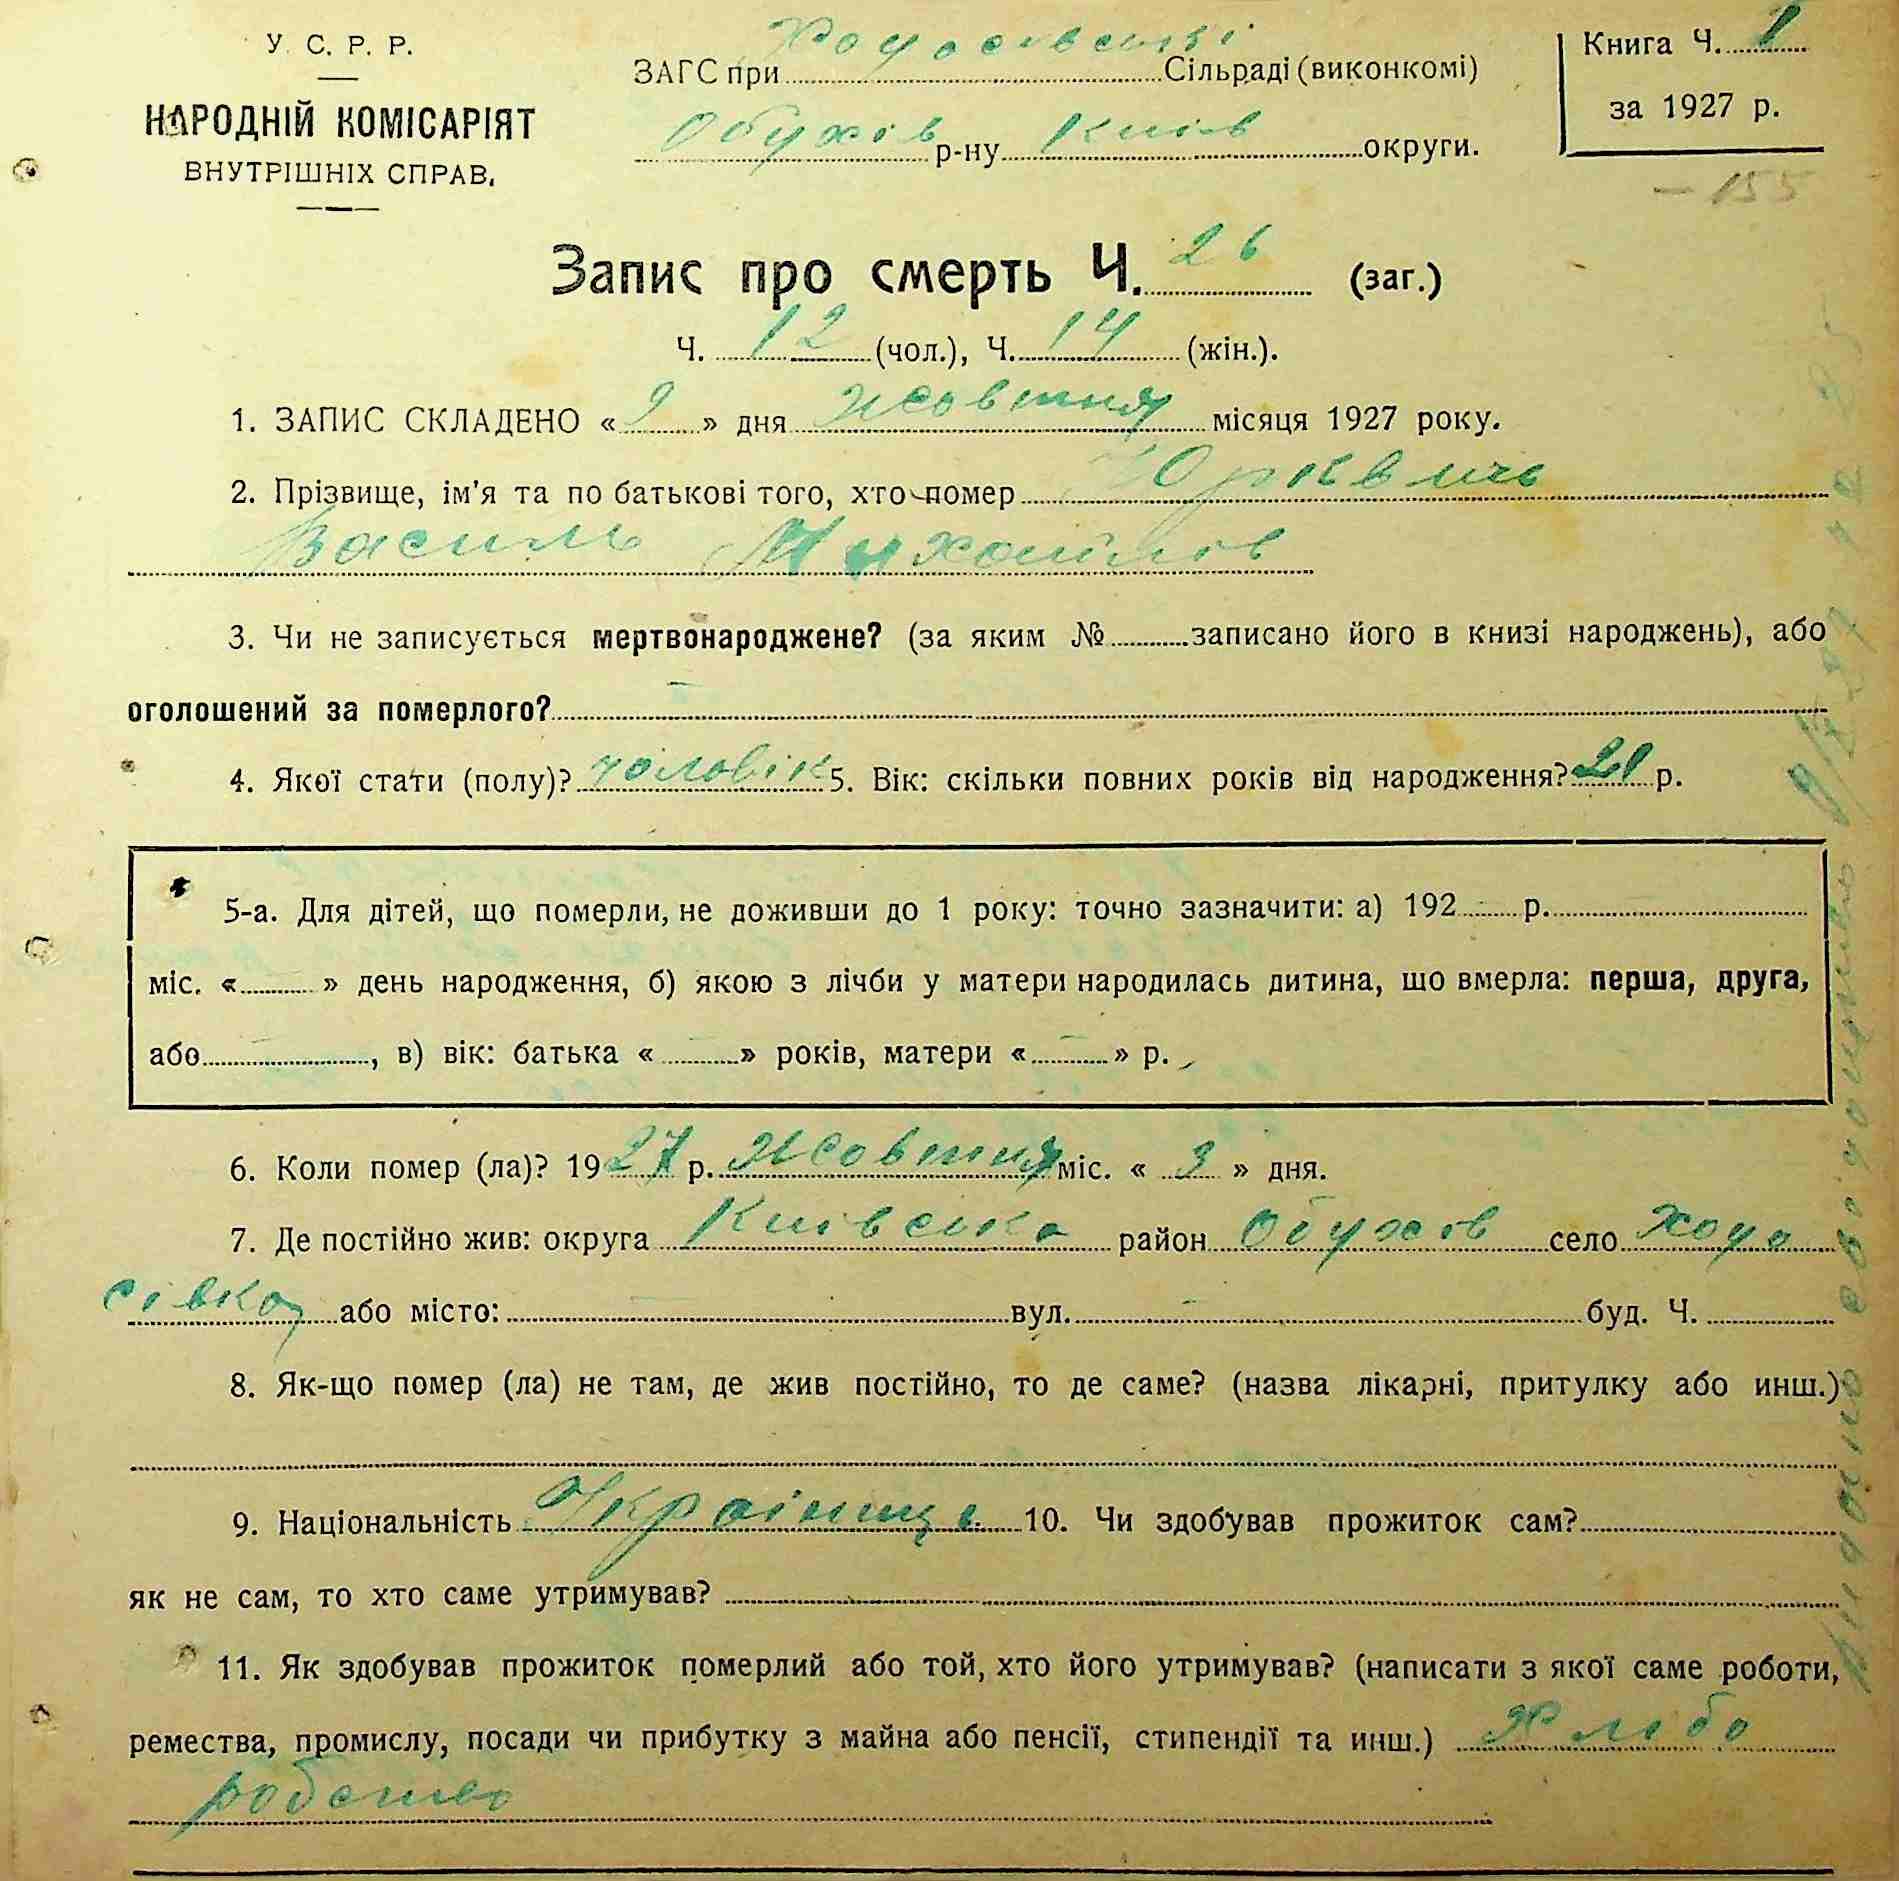 У. С. Р. Р.
НАРОДНІЙ КОМІСАРІЯТ
ВНУТРІШНІХ СПРАВ.
ЗАГС при Ходосівській Сільраді (виконкомі)
Обухів р-ну Київ округи.
Книга Ч. 1
за 1927 р.
— 155
Запис про смерть Ч. 26 (заг.)
Ч. 12 (чол.), Ч. 14 (жін.).
1. ЗАПИС СКЛАДЕНО « 9 » дня жовтня місяця 1927 року.
2. Прізвище, ім'я та по батькові того, хто помер Юркевич
Василь Михайлов
3. Чи не записується мертвонароджене? (за яким № записано його в книзі народжень), або
оголошений за померлого?
4. Якої стати (полу)? чоловік 5. Вік: скільки повних років від народження? 21 р.
5-а. Для дітей, що померли, не доживши до 1 року: точно зазначити: а) 192 р.
міс. « » день народження, б) якою з лічби у матери народилась дитина, що вмерла: перша, друга,
або , в) вік: батька « » років, матери « » р.
6. Коли помер (ла)? 1927 р. Жовтня міс. « 9 » дня.
7. Де постійно жив: округа Київська район Обухів село Ходо
сівка або місто: — вул. — буд. Ч.
8. Як-що помер (ла) не там, де жив постійно, то де саме? (назва лікарні, притулку або инш.)
9. Національність Українце 10. Чи здобував прожиток сам?
як не сам, то хто саме утримував?
11. Як здобував прожиток померлий або той, хто його утримував? (написати з якої саме роботи,
ремества, промислу, посади чи прибутку з майна або пенсії, стипендії та инш.) Хлібо
робство